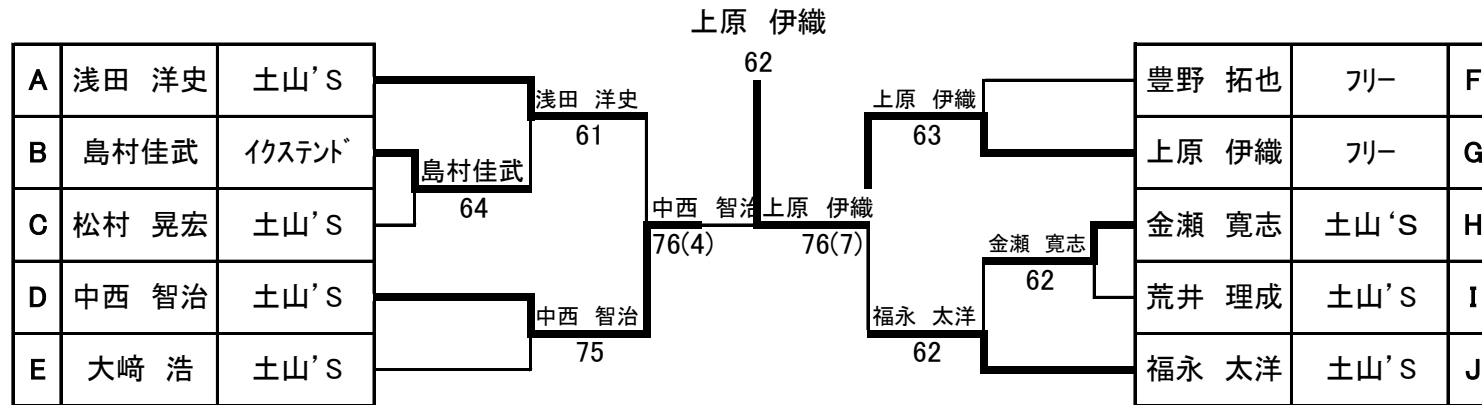 上原 伊織
62
A 浅田 洋史 土山'S
B 島村佳武 イクステンド
C 松村 晃宏 土山'S
D 中西 智治 土山'S
E 大﨑 浩 土山'S
浅田 洋史
61
島村佳武
64
中西 智治
75
中西 智治
76(4)
上原 伊織
76(7)
上原 伊織
63
金瀬 寛志
62
福永 太洋
62
豊野 拓也 フリー F
上原 伊織 フリー G
金瀬 寛志 土山‘S H
荒井 理成 土山'S I
福永 太洋 土山'S J